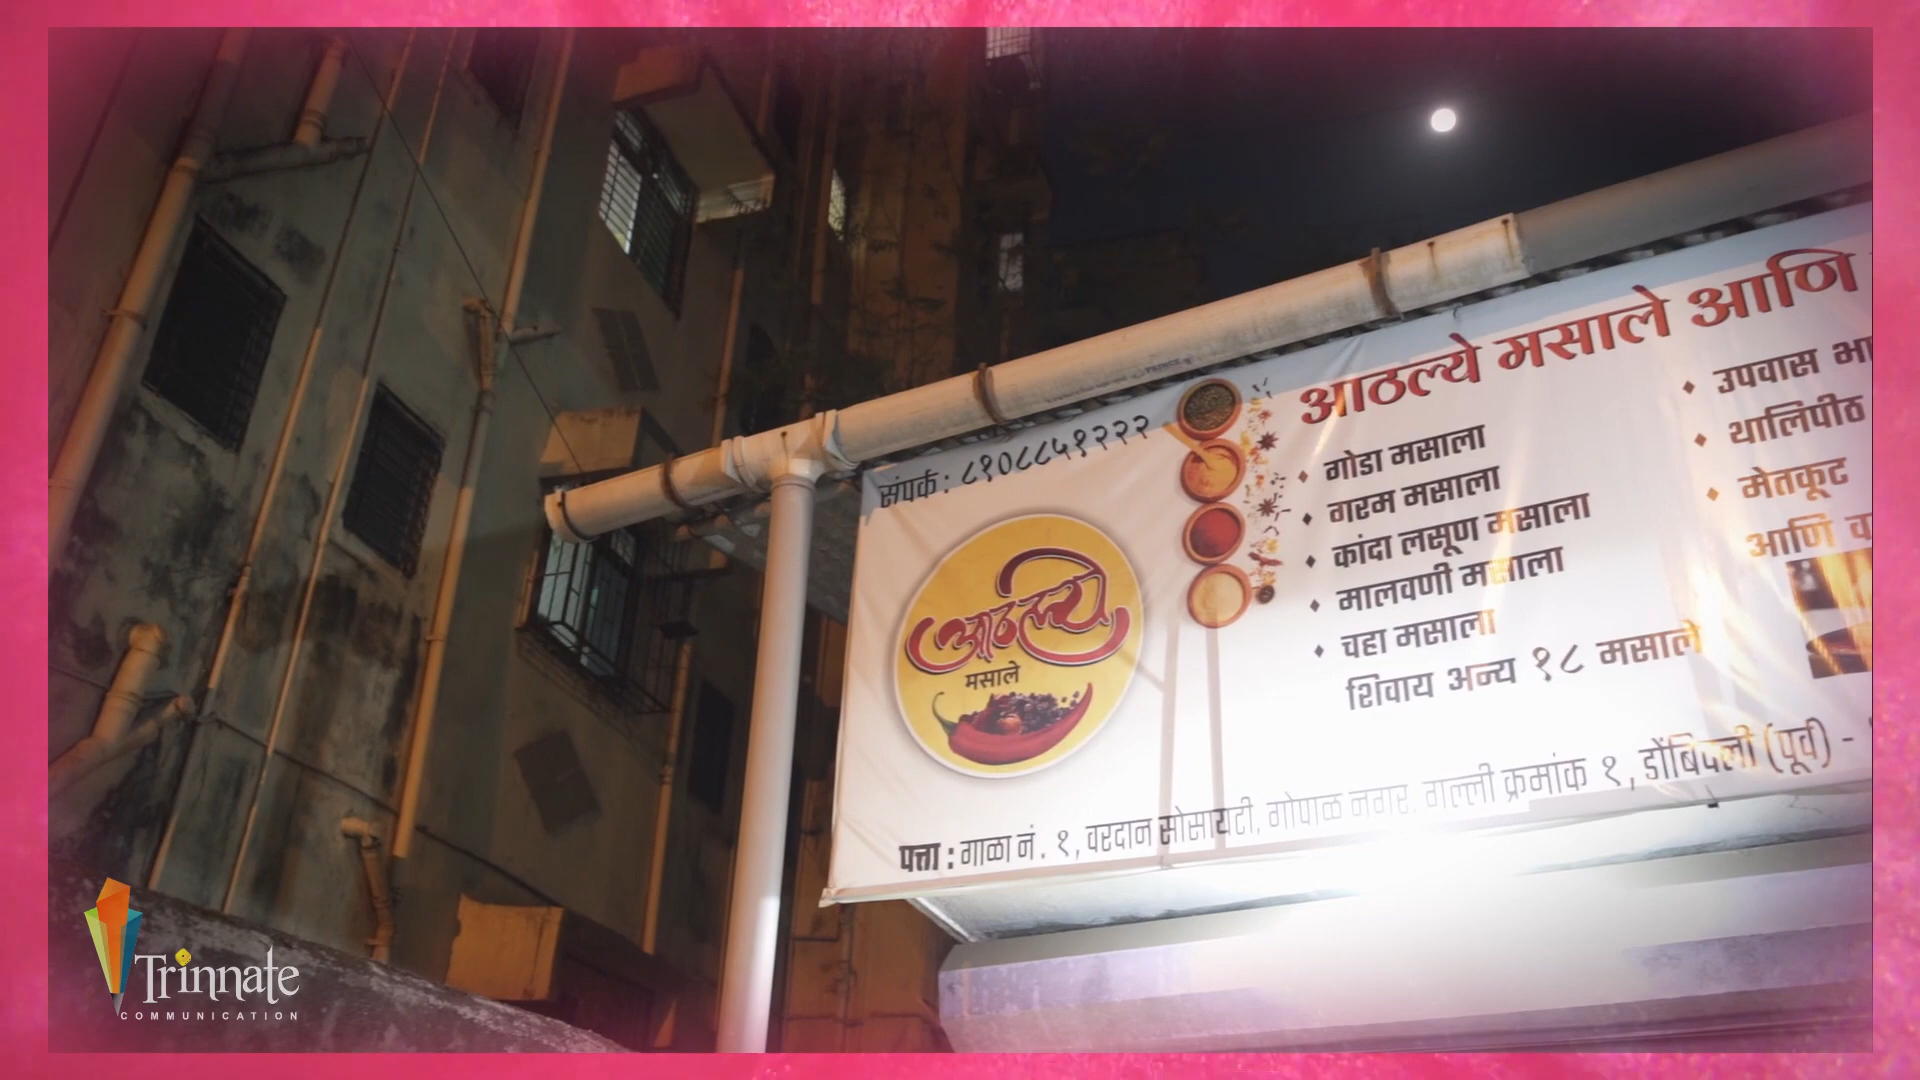 आठल्ये मसाले आणि
संपर्क : ८१०८८५१२२२
आठल्ये
मसाले
गोडा मसाला
गरम मसाला
कांदा लसूण मसाला
मालवणी मसाला
चहा मसाला
शिवाय अन्य १८ मसाले
उपवास
थालिपीठ
मेतकूट
आणि
पत्ता : गाळा नं. १, वरदान सोसायटी, गोपाळ नगर, गल्ली क्रमांक १, डोंबिवली (पूर्व) -
PRINCE
Trinnate
COMMUNICATION